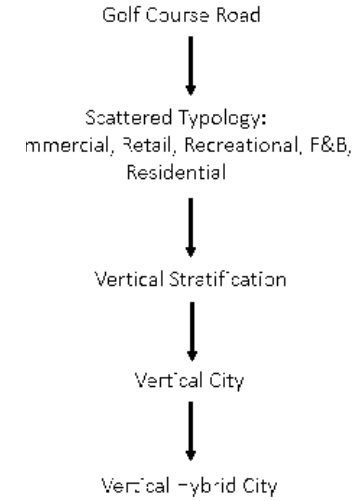 Golf Course Road
Scattered Typology:
mmercial, Retail, Recreational, F&B,
Residential
Vertical Stratification
Vertical City
Vertical Hybrid City